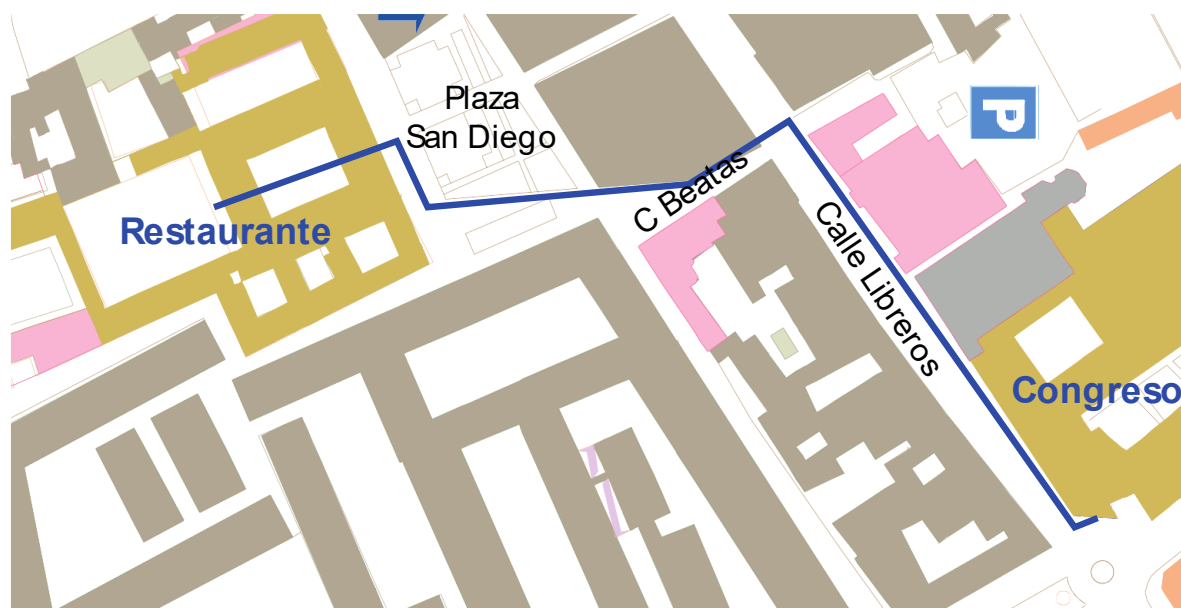 Plaza
San Diego
P
C Beatas
Restaurante
Calle Libreros
Congreso